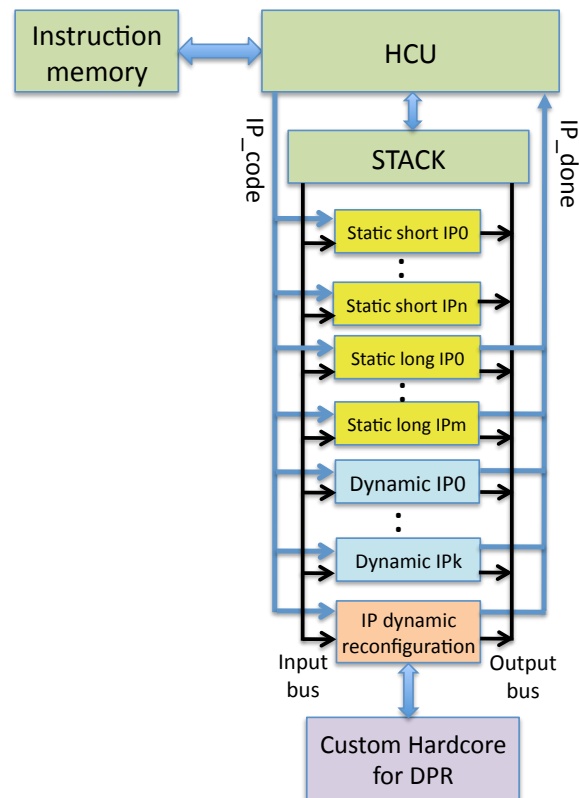 Instruction
memory
HCU
IP_code
IP_done
STACK
Static short IP0
Static short IPn
Static long IP0
Static long IPm
Dynamic IP0
Dynamic IPk
IP dynamic
reconfiguration
Input
bus
Output
bus
Custom Hardcore
for DPR